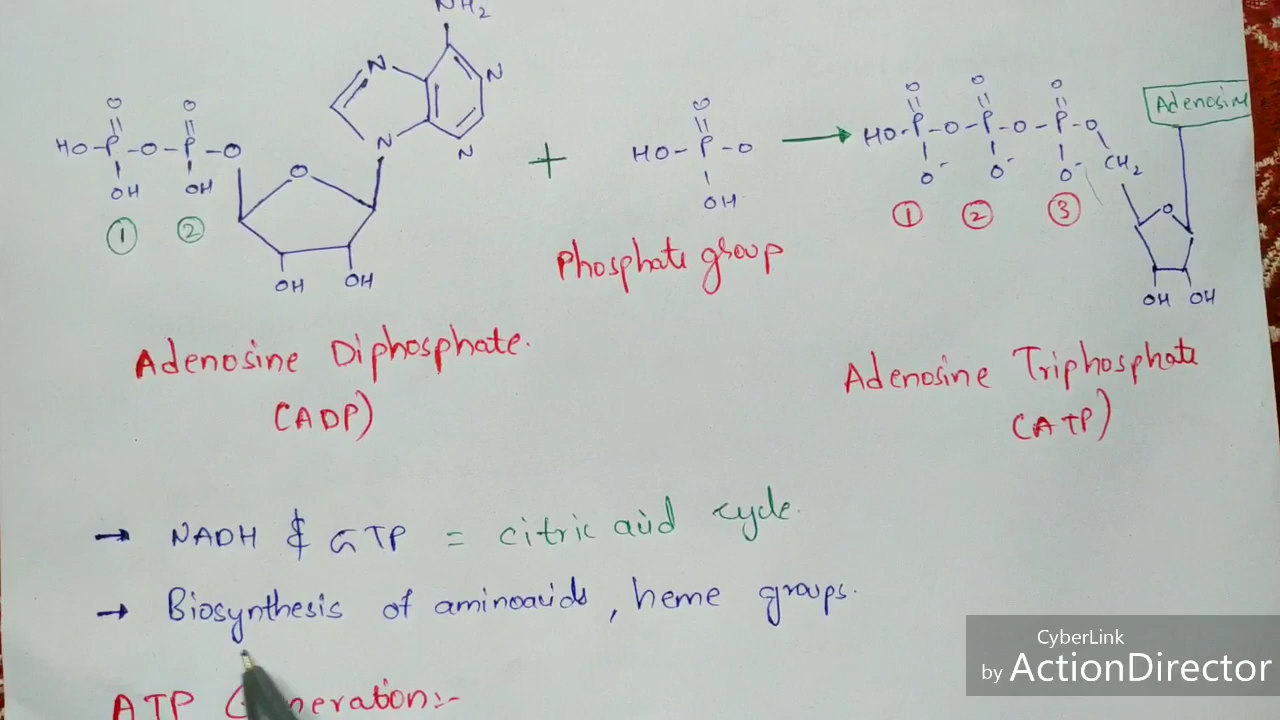 NH2
N
N
N
N
O O
HO-P-O-P-O
OH OH
① ②
O
OH OH
+
O
HO-P-O
OH
Phosphate group
O O O
HO-P-O-P-O-P-O
O- O- O-
① ② ③
CH2
Adenosin
O
OH OH
Adenosine Diphosphate.
(ADP)
Adenosine Triphosphate
(ATP)
→ NADH & GTP = citric acid cycle.
→ Biosynthesis of aminoacids, heme groups.
ATP Generation:-
CyberLink
by ActionDirector